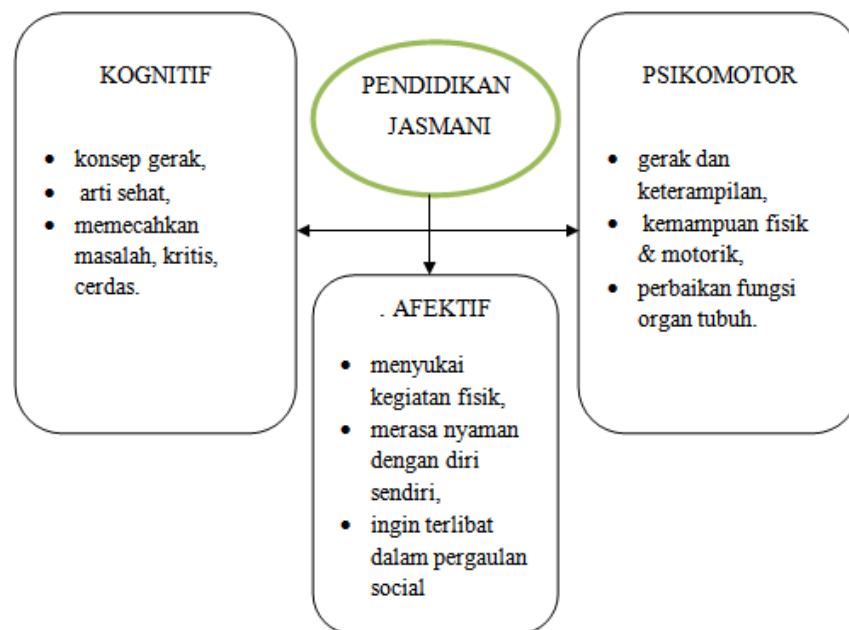 KOGNITIF
• konsep gerak,
• arti sehat,
• memecahkan
masalah, kritis,
cerdas.
PENDIDIKAN
JASMANI
PSIKOMOTOR
• gerak dan
keterampilan,
• kemampuan fisik
& motorik,
• perbaikan fungsi
organ tubuh.
. AFEKTIF
• menyukai
kegiatan fisik,
• merasa nyaman
dengan diri
sendiri,
• ingin terlibat
dalam pergaulan
social